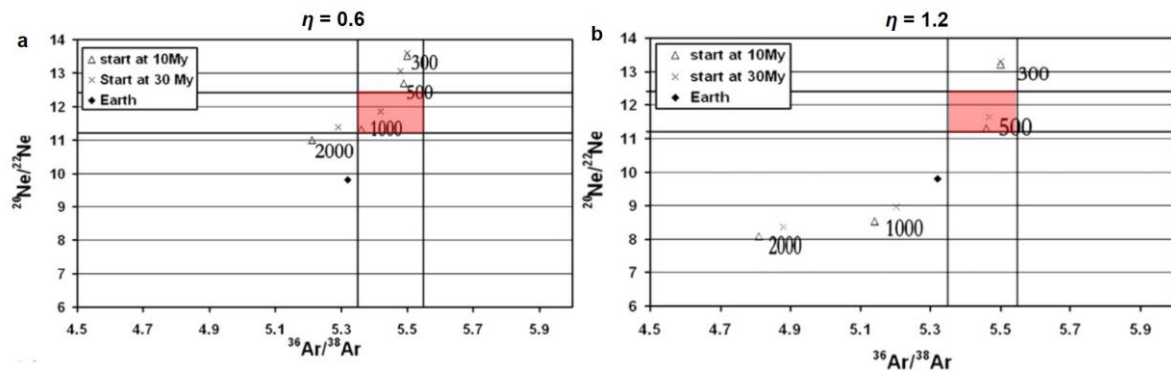 η = 0.6
a
14
13
12
11
10
9
8
7
6
²⁰Ne/²²Ne
△ start at 10My
× Start at 30 My
◆ Earth
300
500
1000
2000
4.5 4.7 4.9 5.1 5.3 5.5 5.7 5.9
³⁶Ar/³⁸Ar
η = 1.2
b
14
13
12
11
10
9
8
7
6
²⁰Ne/²²Ne
△ start at 10My
× start at 30My
◆ Earth
300
500
1000
2000
4.5 4.7 4.9 5.1 5.3 5.5 5.7 5.9
³⁶Ar/³⁸Ar